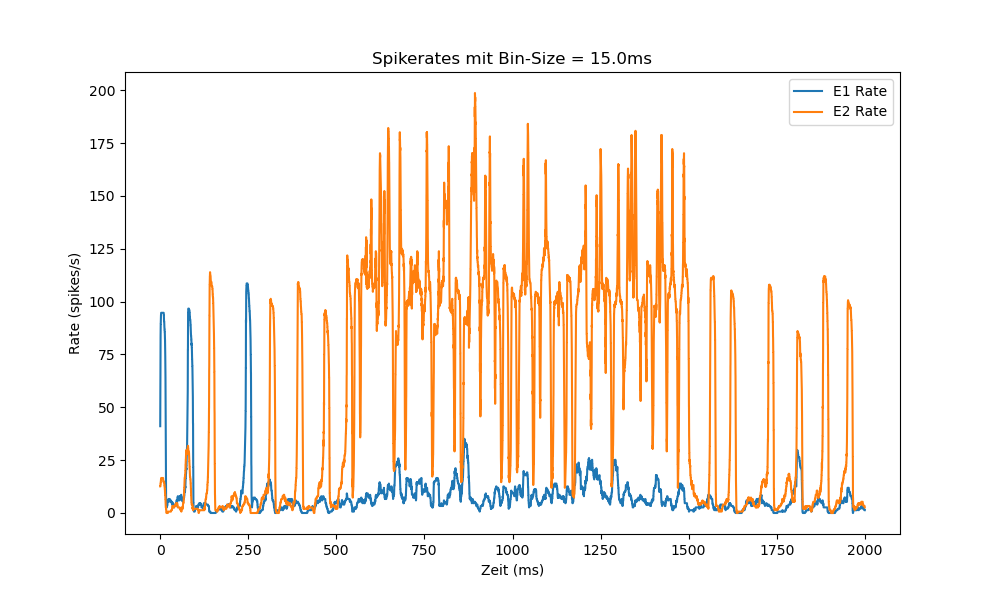 Spikerates mit Bin-Size = 15.0ms
E1 Rate
E2 Rate
Rate (spikes/s)
200
175
150
125
100
75
50
25
0
0 250 500 750 1000 1250 1500 1750 2000
Zeit (ms)